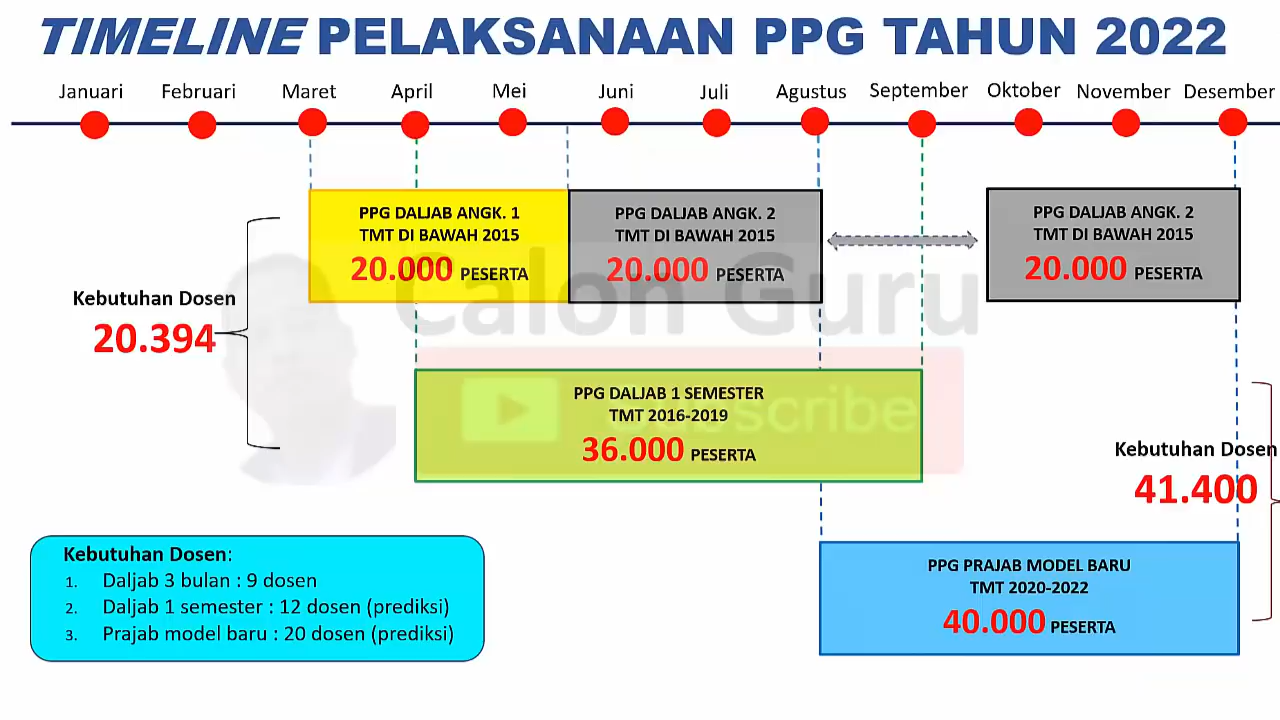 TIMELINE PELAKSANAAN PPG TAHUN 2022
Januari Februari Maret April Mei Juni Juli Agustus September Oktober November Desember
PPG DALJAB ANGK. 1
TMT DI BAWAH 2015
20.000 PESERTA
PPG DALJAB ANGK. 2
TMT DI BAWAH 2015
20.000 PESERTA
PPG DALJAB ANGK. 2
TMT DI BAWAH 2015
20.000 PESERTA
Calon Guru
Kebutuhan Dosen
20.394
PPG DALJAB 1 SEMESTER
TMT 2016-2019
36.000 PESERTA
Subscribe
Kebutuhan Dosen
41.400
Kebutuhan Dosen:
1. Daljab 3 bulan : 9 dosen
2. Daljab 1 semester : 12 dosen (prediksi)
3. Prajab model baru : 20 dosen (prediksi)
PPG PRAJAB MODEL BARU
TMT 2020-2022
40.000 PESERTA